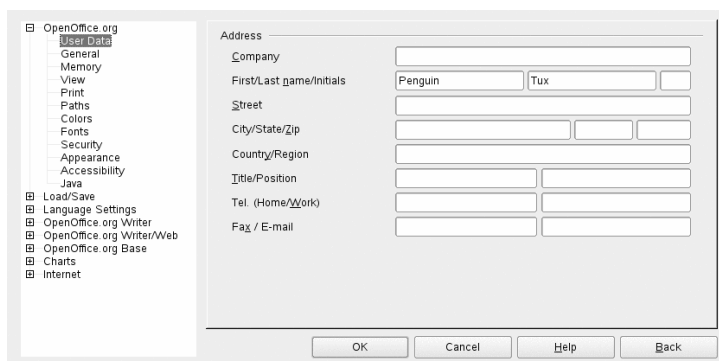 OpenOffice.org
User Data
General
Memory
View
Print
Paths
Colors
Fonts
Security
Appearance
Accessibility
Java
Load/Save
Language Settings
OpenOffice.org Writer
OpenOffice.org Writer/Web
OpenOffice.org Base
Charts
Internet
Address
Company
First/Last name/Initials Penguin Tux
Street
City/State/Zip
Country/Region
Title/Position
Tel. (Home/Work)
Fax / E-mail
OK Cancel Help Back